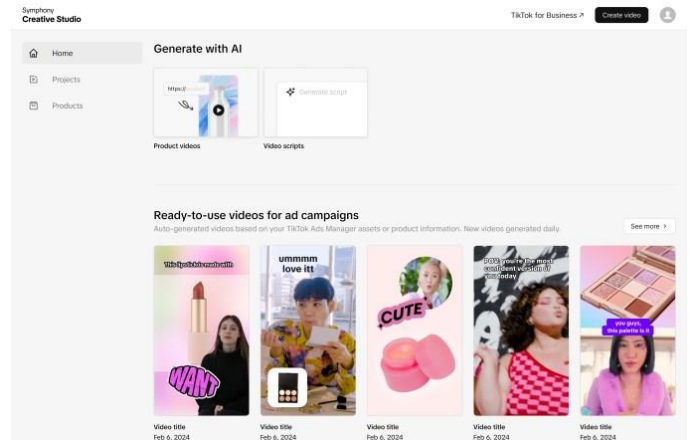 Symphony
Creative Studio
TikTok for Business ↗
Create video
Home
Projects
Products
Generate with AI
https://
Generate script
Product videos
Video scripts
Ready-to-use videos for ad campaigns
Auto-generated videos based on your TikTok Ads Manager assets or product information. New videos generated daily.
See more >
This lipstick is made with
WANT
ummmm
love itt
CUTE
POV: you're the most
confident version of
you today
you guys,
this palette is it
Video title
Feb 6, 2024
Video title
Feb 6, 2024
Video title
Feb 6, 2024
Video title
Feb 6, 2024
Video title
Feb 6, 2024